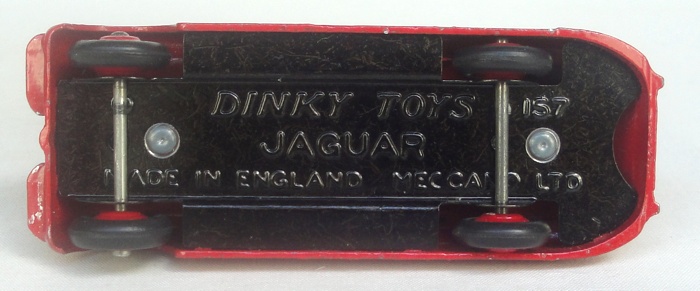 DINKY TOYS 157
JAGUAR
MADE IN ENGLAND MECCANO LTD